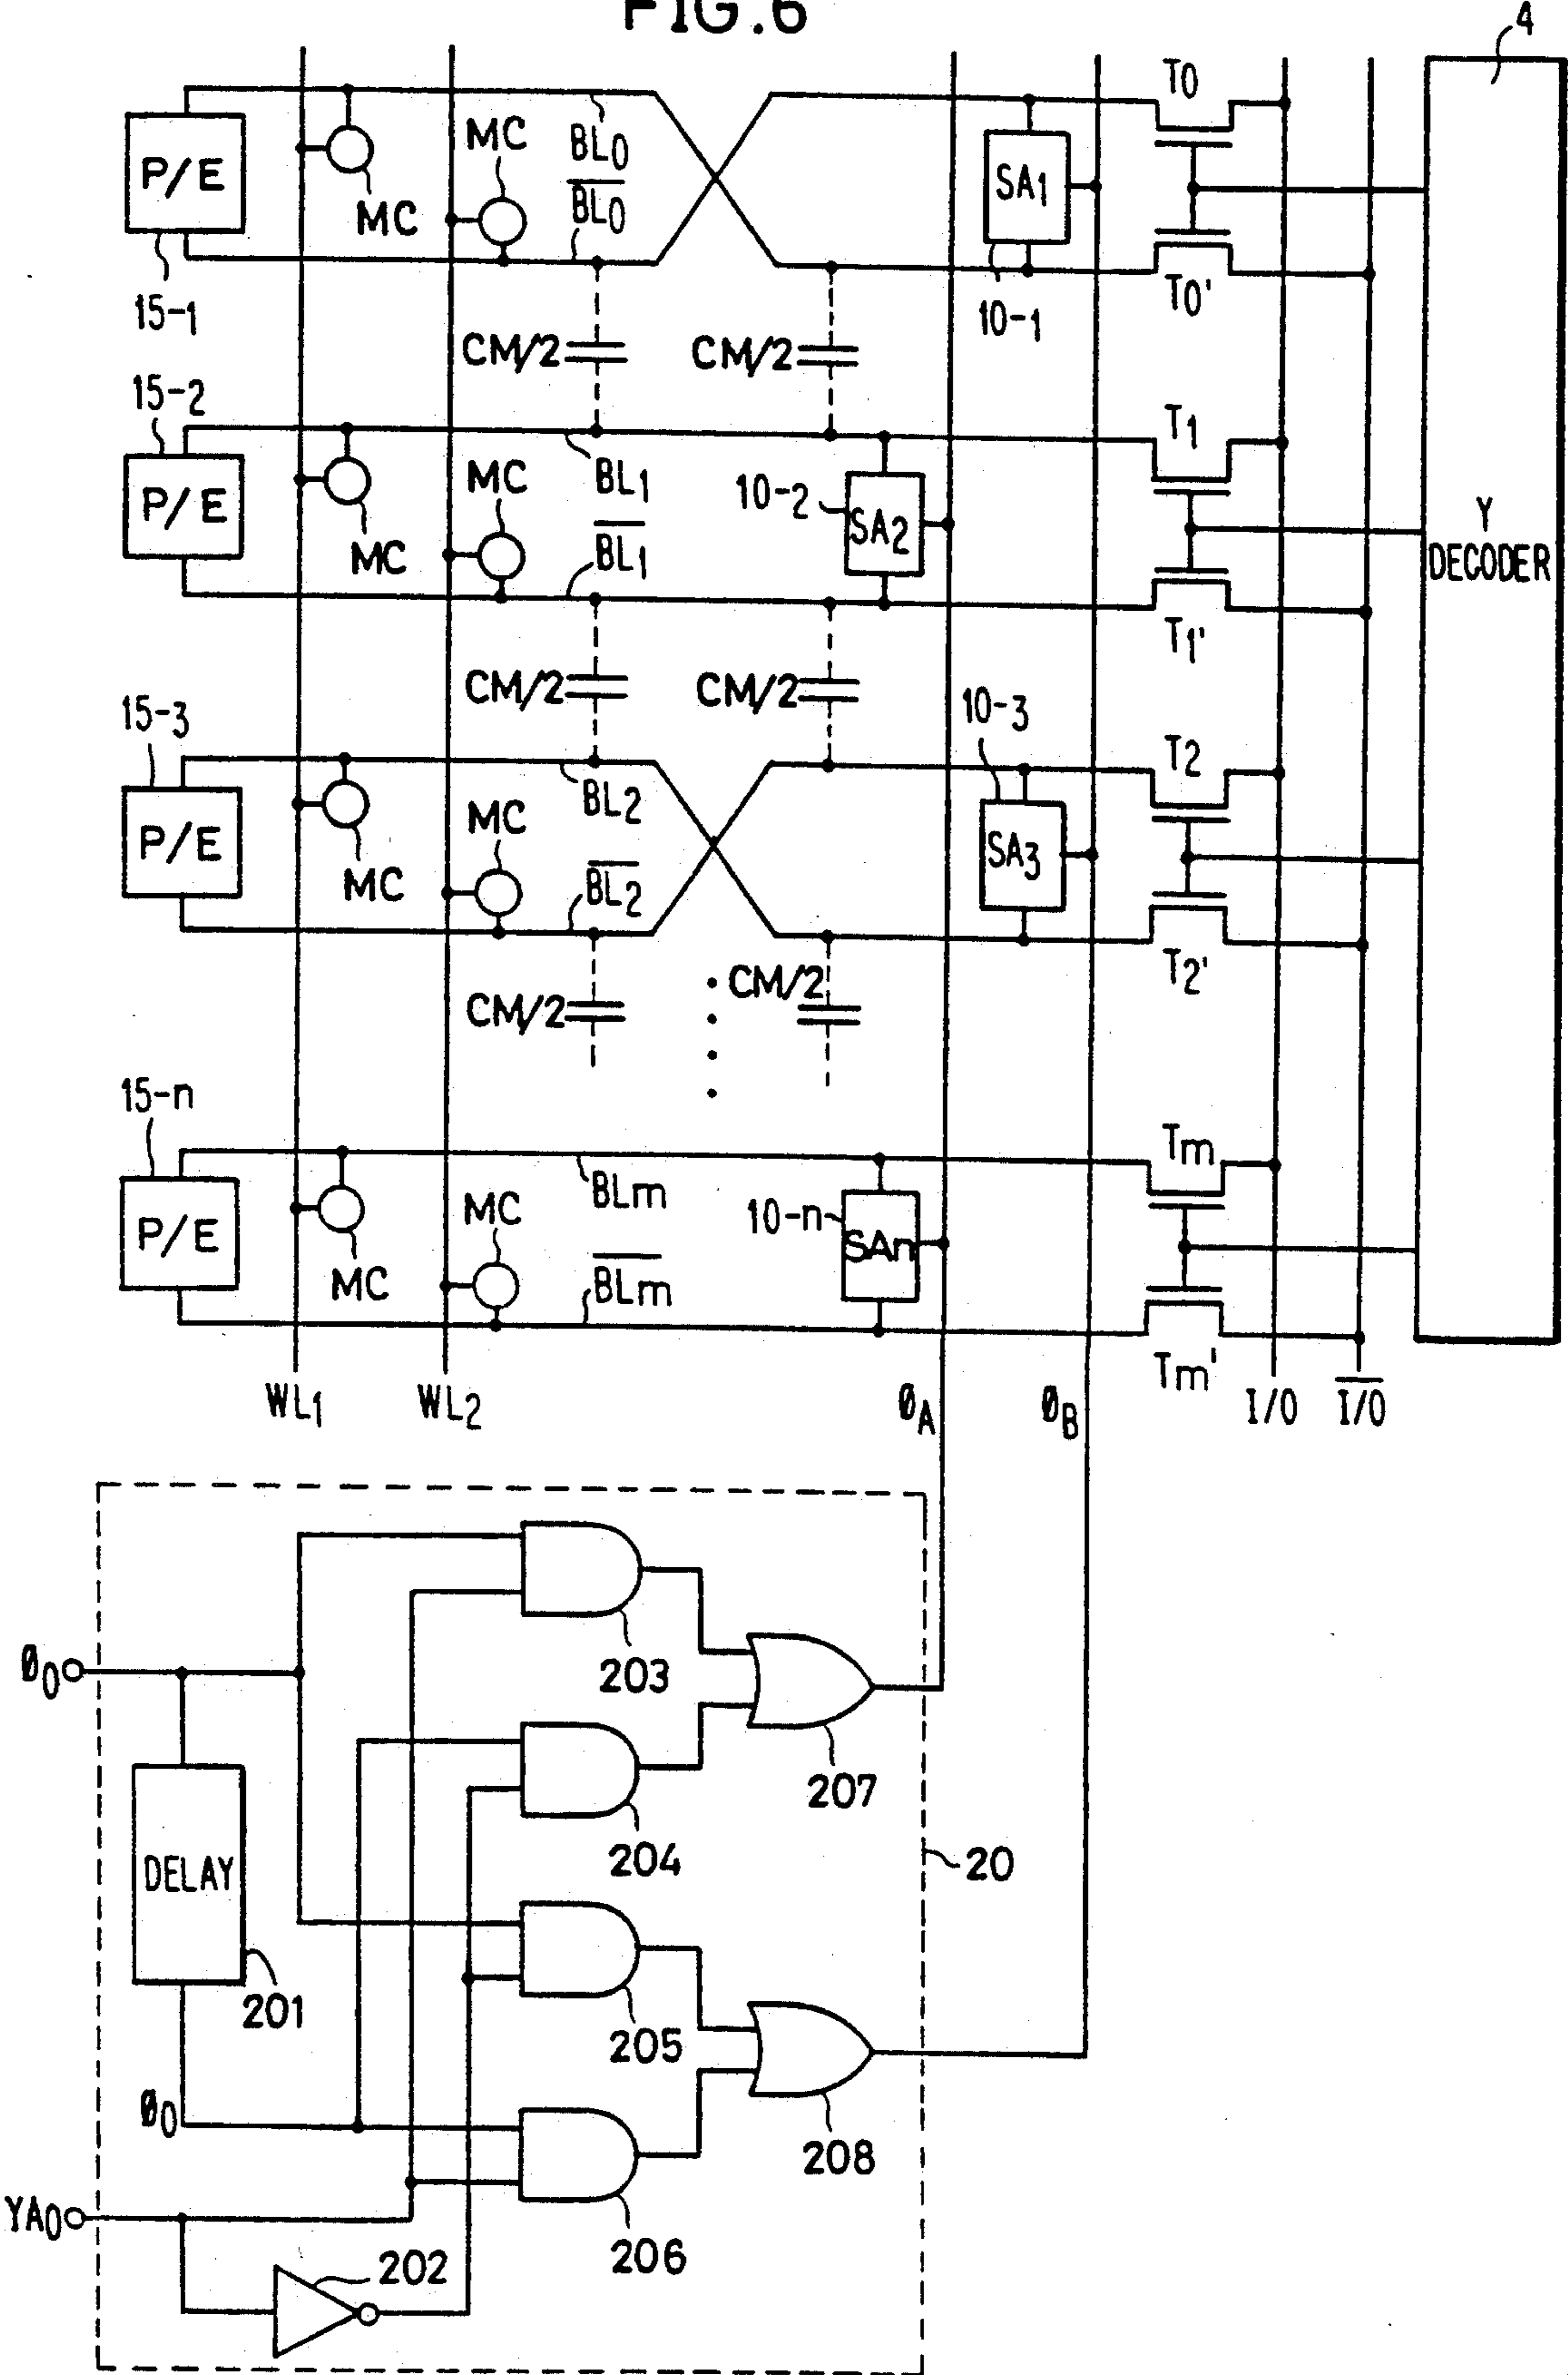 FIG.6
4
T0
P/E
MC
BL0
SA1
MC
BL0
15-1
10-1
T0'
CM/2
CM/2
15-2
T1
P/E
MC
BL1
10-2
SA2
Y
DECODER
MC
BL1
T1'
CM/2
CM/2
15-3
10-3
T2
P/E
MC
BL2
SA3
MC
BL2
T2'
CM/2
CM/2
15-n
Tm
P/E
MC
BLm
10-n
SAn
MC
BLm
Tm'
WL1
WL2
ØA
ØB
I/O
I/O
Ø0
203
207
204
20
DELAY
201
205
Ø0
208
YA0
206
202